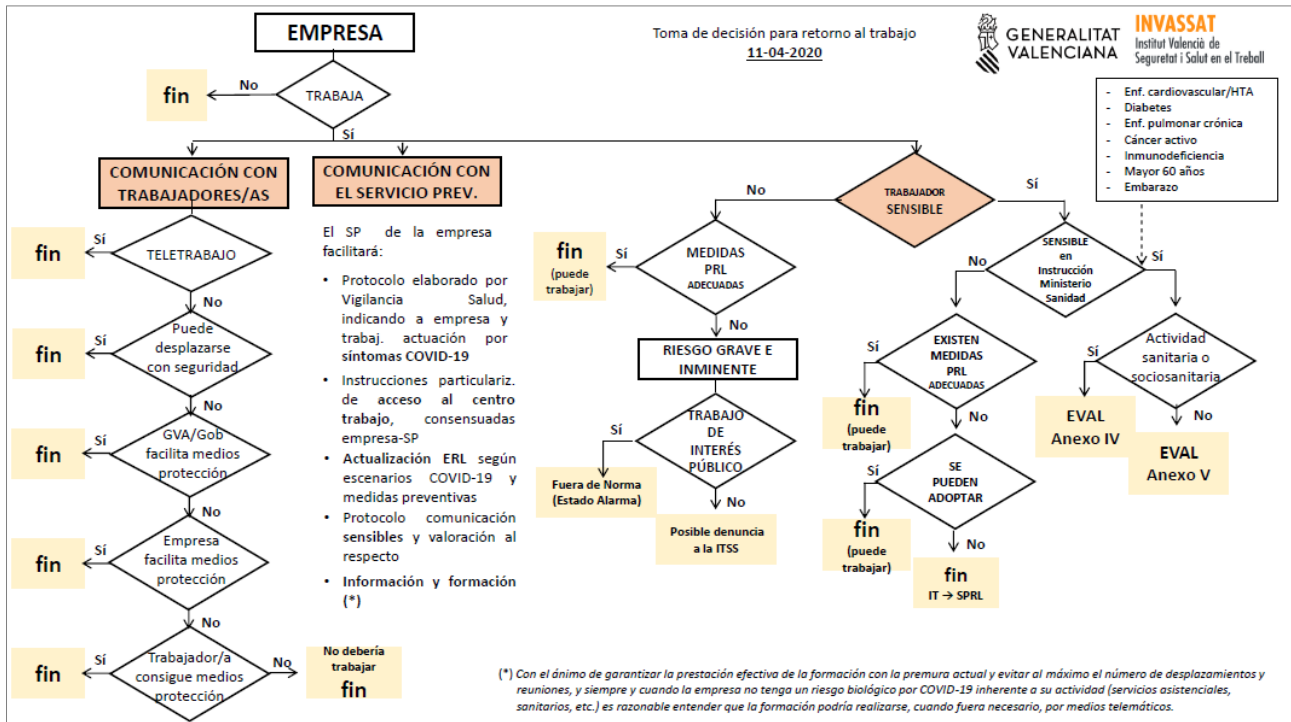 EMPRESA
Toma de decisión para retorno al trabajo
11-04-2020
GENERALITAT
VALENCIANA
INVASSAT
Institut Valencià de
Seguretat i Salut en el Treball
fin
No
TRABAJA
Sí
- Enf. cardiovascular/HTA
- Diabetes
- Enf. pulmonar crónica
- Cáncer activo
- Inmunodeficiencia
- Mayor 60 años
- Embarazo
COMUNICACIÓN CON
TRABAJADORES/AS
fin
Sí
TELETRABAJO
No
fin
Sí
Puede
desplazarse
con seguridad
No
fin
Sí
GVA/Gob
facilita medios
protección
No
fin
Sí
Empresa
facilita medios
protección
No
fin
Sí
Trabajador/a
consigue medios
protección
No
No debería
trabajar
fin
COMUNICACIÓN CON
EL SERVICIO PREV.
El SP de la empresa
facilitará:
• Protocolo elaborado por
Vigilancia Salud,
indicando a empresa y
trabaj. actuación por
síntomas COVID-19
• Instrucciones particulariz.
de acceso al centro
trabajo, consensuadas
empresa-SP
• Actualización ERL según
escenarios COVID-19 y
medidas preventivas
• Protocolo comunicación
sensibles y valoración al
respecto
• Información y formación
(*)
TRABAJADOR
SENSIBLE
No
Sí
fin
(puede
trabajar)
Sí
MEDIDAS
PRL
ADECUADAS
No
RIESGO GRAVE E
INMINENTE
TRABAJO
DE
INTERÉS
PÚBLICO
Sí
Fuera de Norma
(Estado Alarma)
No
Posible denuncia
a la ITSS
SENSIBLE
en
Instrucción
Ministerio
Sanidad
No
Sí
EXISTEN
MEDIDAS
PRL
ADECUADAS
Sí
fin
(puede
trabajar)
No
SE
PUEDEN
ADOPTAR
Sí
fin
(puede
trabajar)
No
fin
IT → SPRL
Actividad
sanitaria o
sociosanitaria
Sí
EVAL
Anexo IV
No
EVAL
Anexo V
(*) Con el ánimo de garantizar la prestación efectiva de la formación con la premura actual y evitar al máximo el número de desplazamientos y
reuniones, y siempre y cuando la empresa no tenga un riesgo biológico por COVID-19 inherente a su actividad (servicios asistenciales,
sanitarios, etc.) es razonable entender que la formación podría realizarse, cuando fuera necesario, por medios telemáticos.